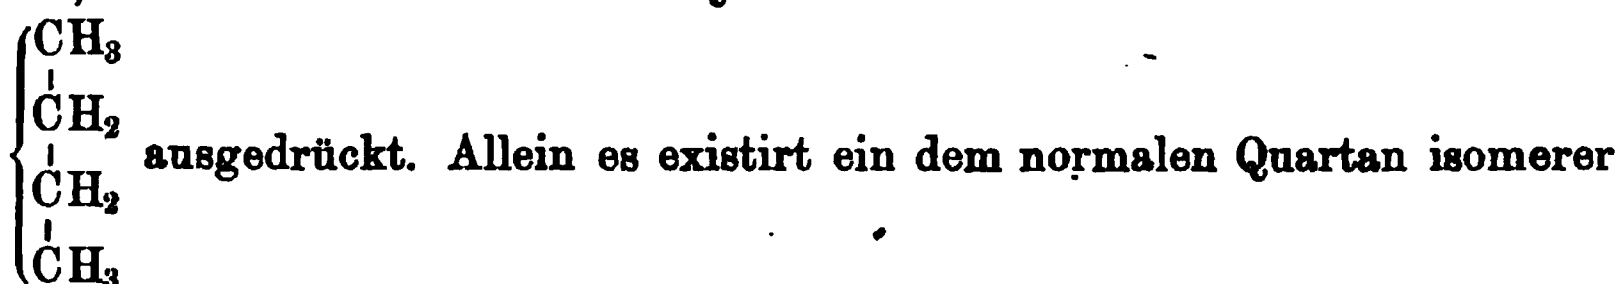 CH₃
CH₂
ausgedrückt. Allein es existirt ein dem normalen Quartan isomerer
CH₂
CH₃